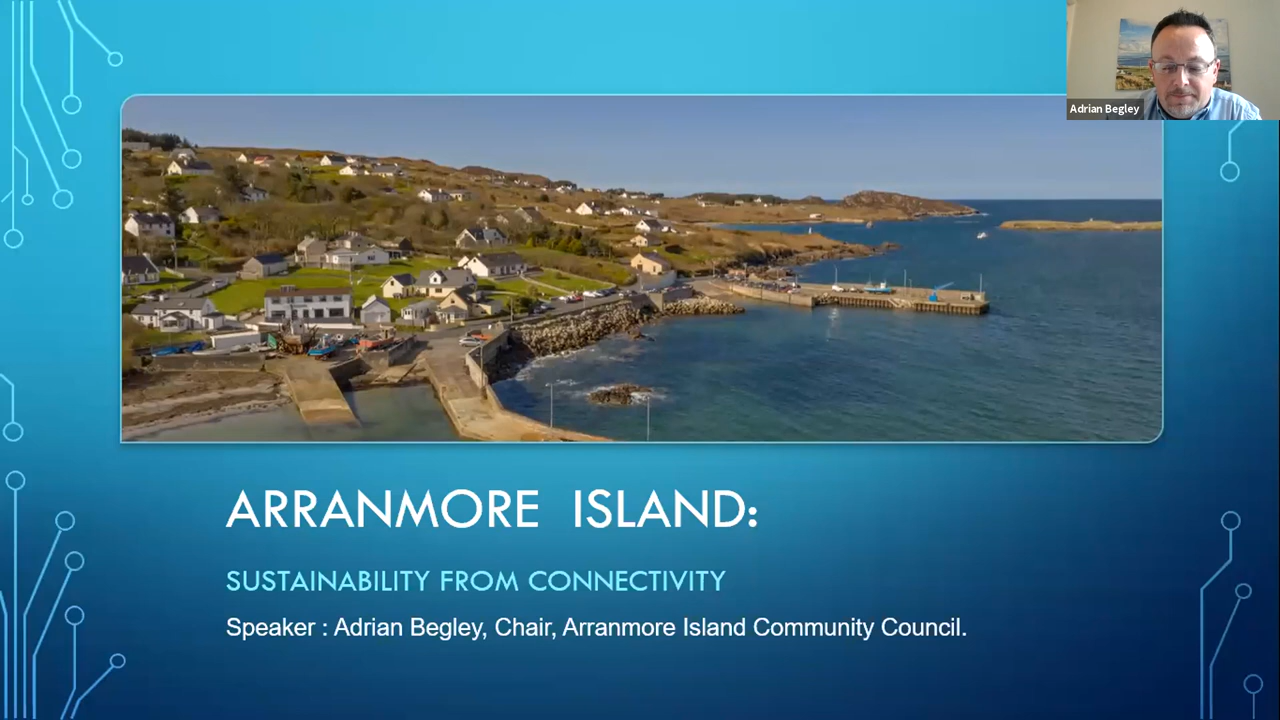 Adrian Begley
ARRANMORE ISLAND:
SUSTAINABILITY FROM CONNECTIVITY
Speaker : Adrian Begley, Chair, Arranmore Island Community Council.